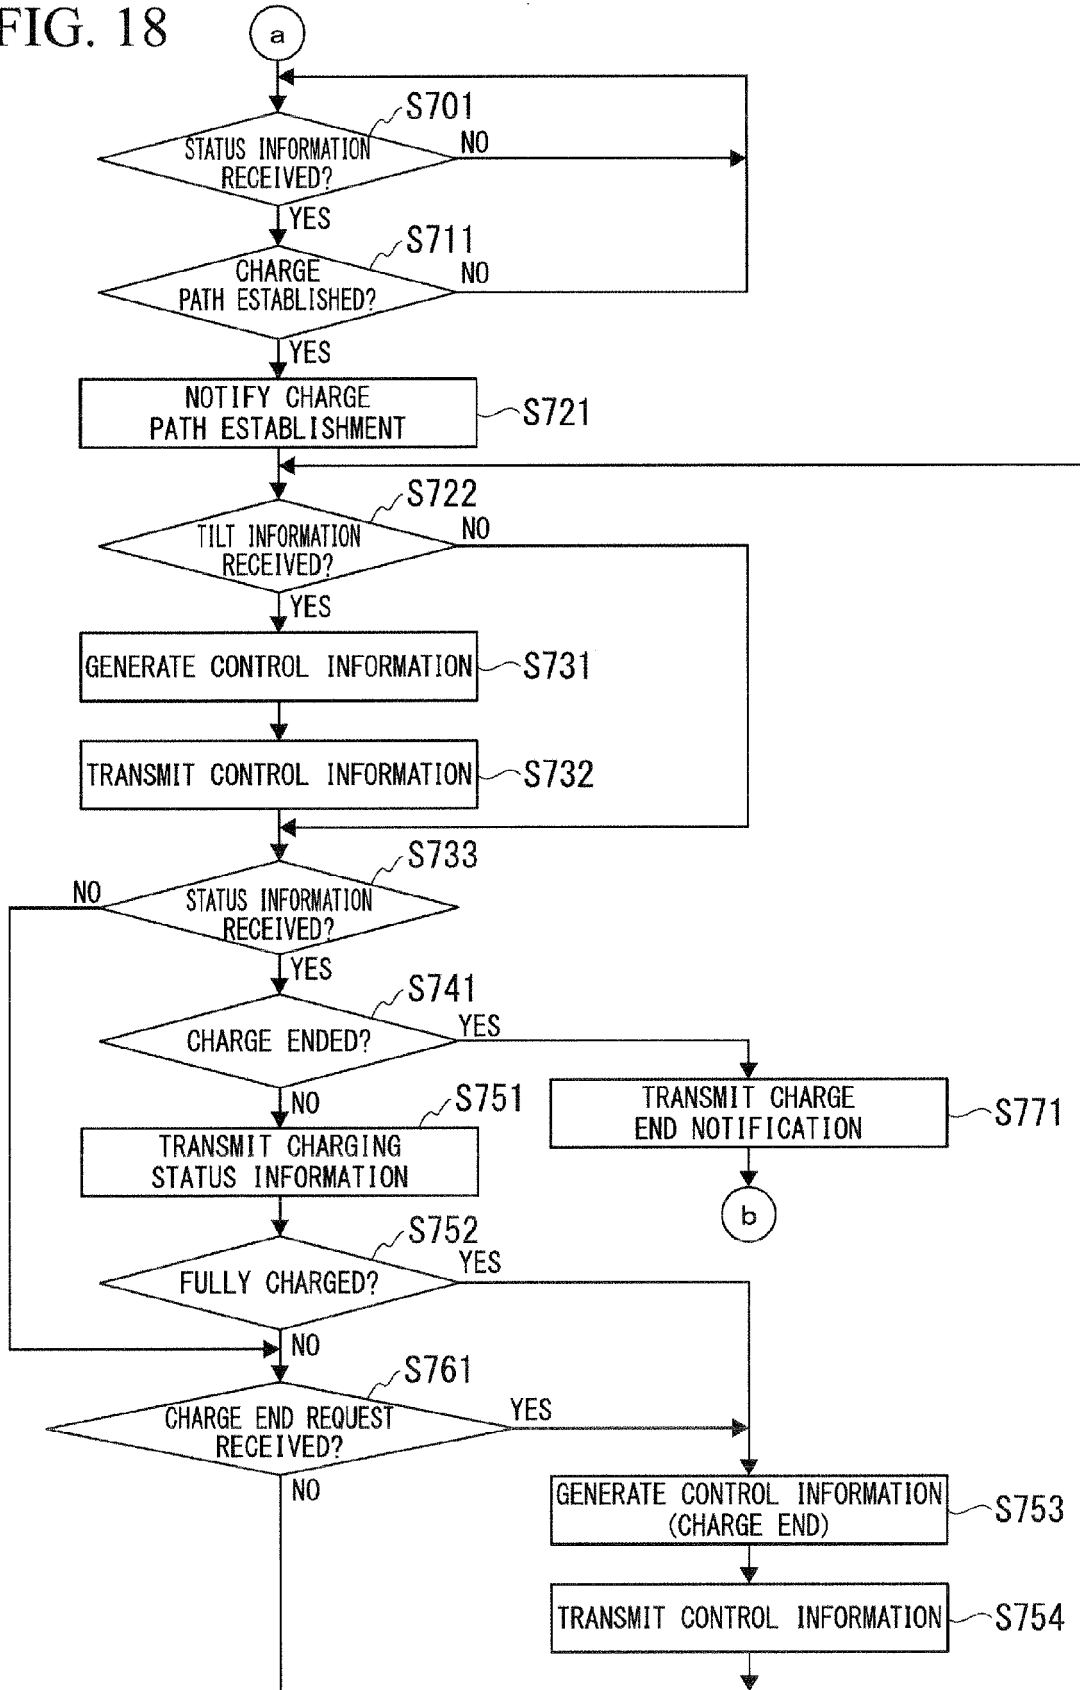 FIG. 18
a
S701
STATUS INFORMATION
RECEIVED?
NO
YES
S711
CHARGE
PATH ESTABLISHED?
NO
YES
NOTIFY CHARGE
PATH ESTABLISHMENT
S721
S722
TILT INFORMATION
RECEIVED?
NO
YES
GENERATE CONTROL INFORMATION
S731
TRANSMIT CONTROL INFORMATION
S732
S733
NO
STATUS INFORMATION
RECEIVED?
YES
S741
CHARGE ENDED?
YES
NO
S751
TRANSMIT CHARGING
STATUS INFORMATION
TRANSMIT CHARGE
END NOTIFICATION
S771
b
S752
FULLY CHARGED?
YES
NO
S761
CHARGE END REQUEST
RECEIVED?
YES
NO
GENERATE CONTROL INFORMATION
(CHARGE END)
S753
TRANSMIT CONTROL INFORMATION
S754